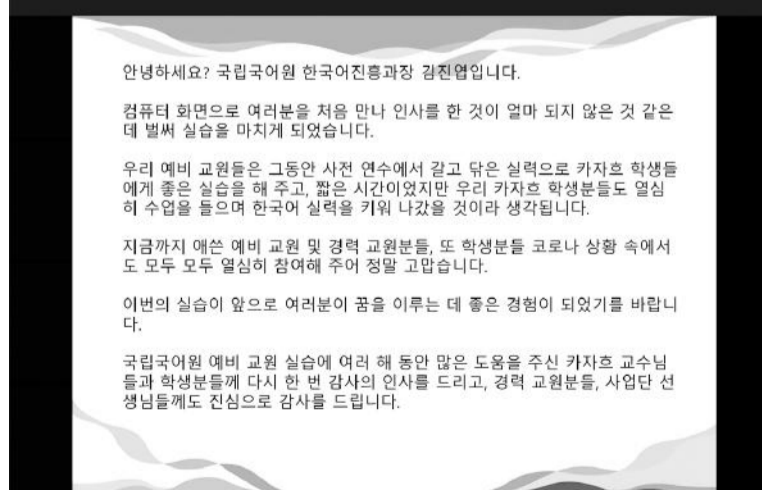 안녕하세요? 국립국어원 한국어진흥과장 김진엽입니다.
컴퓨터 화면으로 여러분을 처음 만나 인사를 한 것이 얼마 되지 않은 것 같은
데 벌써 실습을 마치게 되었습니다.
우리 예비 교원들은 그동안 사전 연수에서 갈고 닦은 실력으로 카자흐 학생들
에게 좋은 실습을 해 주고, 짧은 시간이었지만 우리 카자흐 학생분들도 열심
히 수업을 들으며 한국어 실력을 키워 나갔을 것이라 생각됩니다.
지금까지 애쓴 예비 교원 및 경력 교원분들, 또 학생분들 코로나 상황 속에서
도 모두 모두 열심히 참여해 주어 정말 고맙습니다.
이번의 실습이 앞으로 여러분이 꿈을 이루는 데 좋은 경험이 되었기를 바랍니
다.
국립국어원 예비 교원 실습에 여러 해 동안 많은 도움을 주신 카자흐 교수님
들과 학생분들께 다시 한 번 감사의 인사를 드리고, 경력 교원분들, 사업단 선
생님들께도 진심으로 감사를 드립니다.